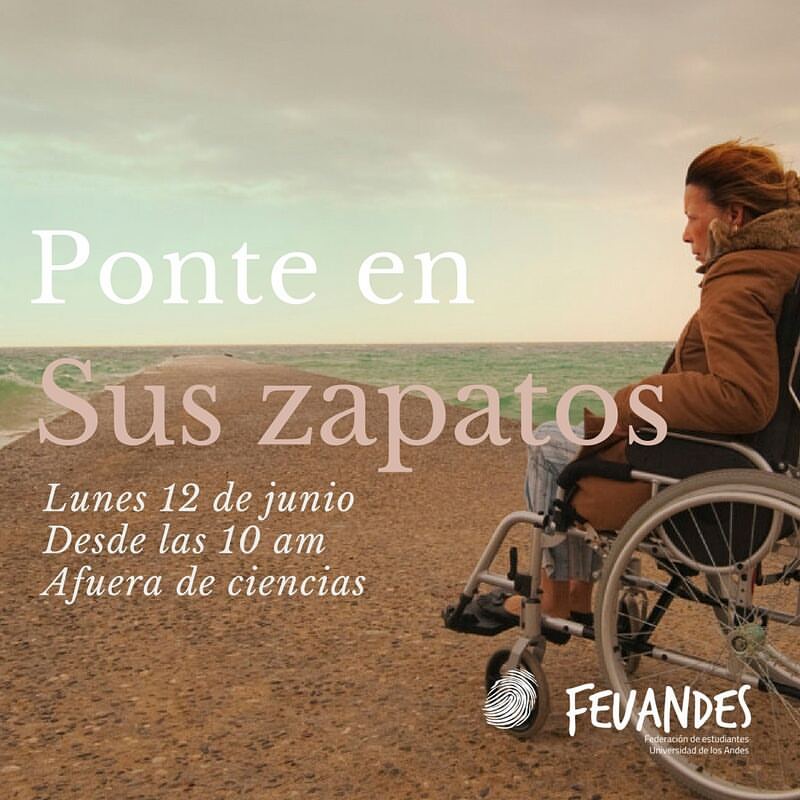 Ponte en
Sus zapatos
Lunes 12 de junio
Desde las 10 am
Afuera de ciencias
FEUANDES
Federación de estudiantes
Universidad de los Andes